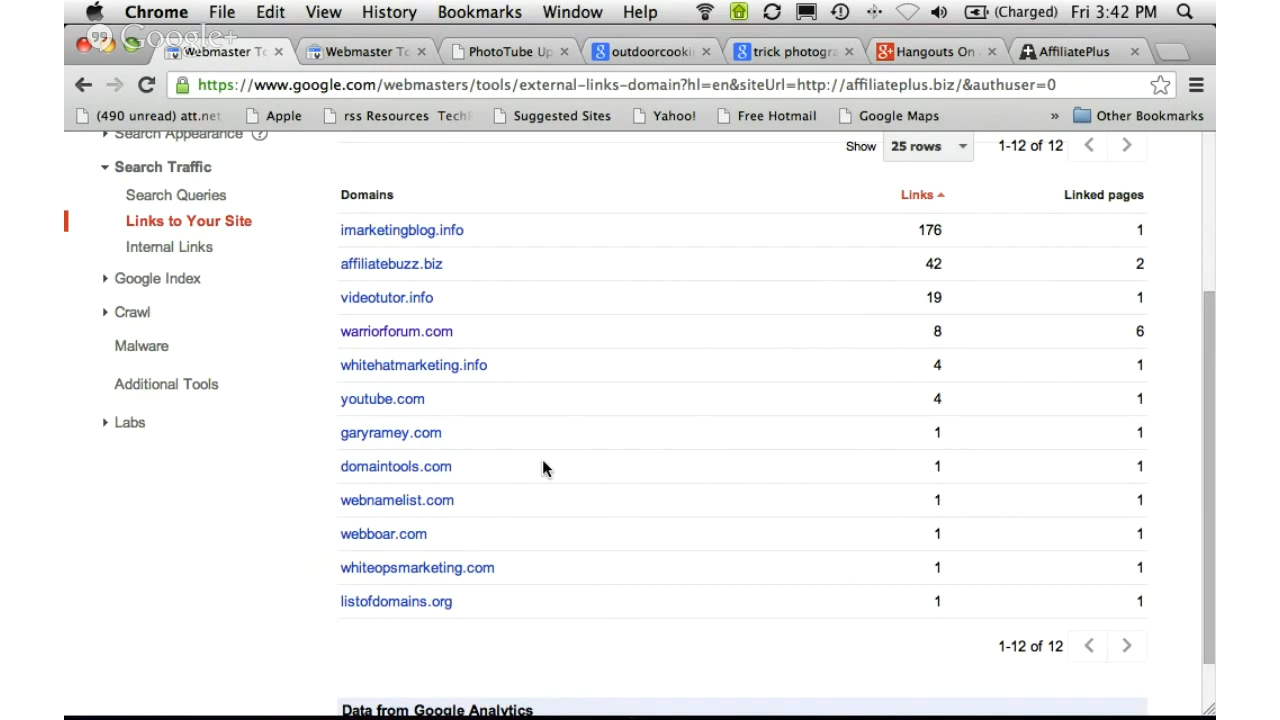 Chrome File Edit View History Bookmarks Window Help (Charged) Fri 3:42 PM
Google+
Webmaster To Webmaster To PhotoTube Up outdoorcooki trick photogra Hangouts On AffiliatePlus
https://www.google.com/webmasters/tools/external-links-domain?hl=en&siteUrl=http://affiliateplus.biz/&authuser=0
(490 unread) att.net Apple rss Resources Tech Suggested Sites Yahoo! Free Hotmail Google Maps » Other Bookmarks
Search Appearance ?
Show 25 rows 1-12 of 12
Search Traffic
Search Queries
Links to Your Site
Internal Links
Google Index
Crawl
Malware
Additional Tools
Labs
Domains Links Linked pages
imarketingblog.info 176 1
affiliatebuzz.biz 42 2
videotutor.info 19 1
warriorforum.com 8 6
whitehatmarketing.info 4 1
youtube.com 4 1
garyramey.com 1 1
domaintools.com 1 1
webnamelist.com 1 1
webboar.com 1 1
whiteopsmarketing.com 1 1
listofdomains.org 1 1
1-12 of 12
Data from Google Analytics